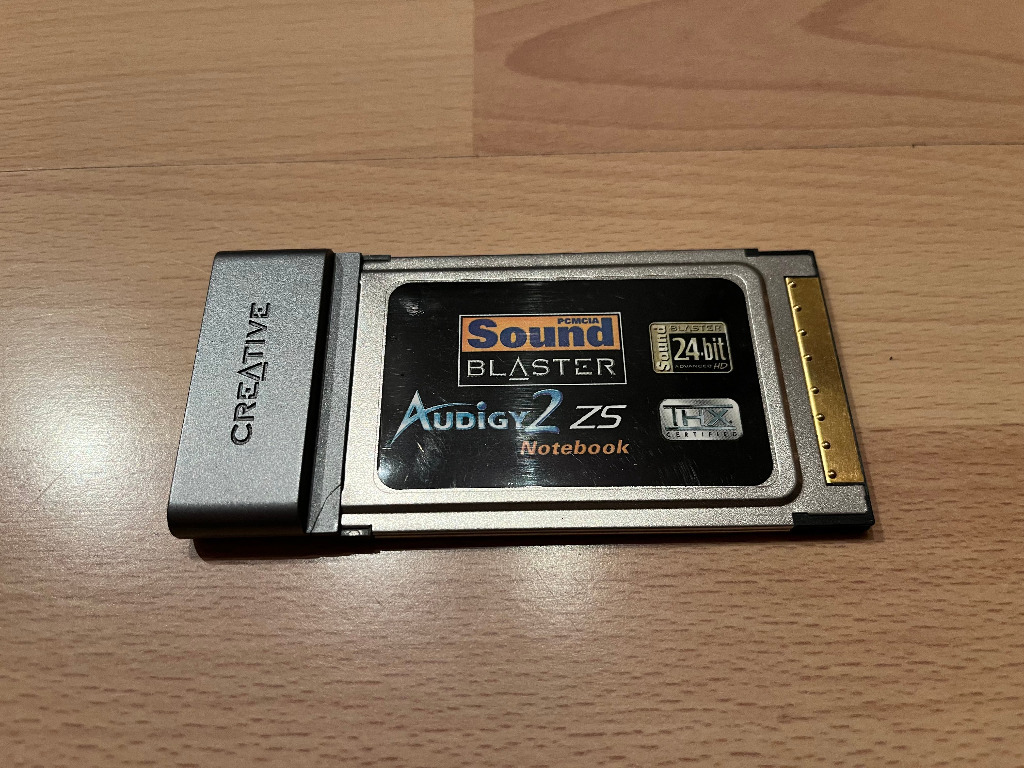 CREATIVE
PCMCIA
Sound
BLASTER
AUDIGY 2 ZS
Notebook
Sound
BLASTER
24·bit
ADVANCED HD
THX
CERTIFIED